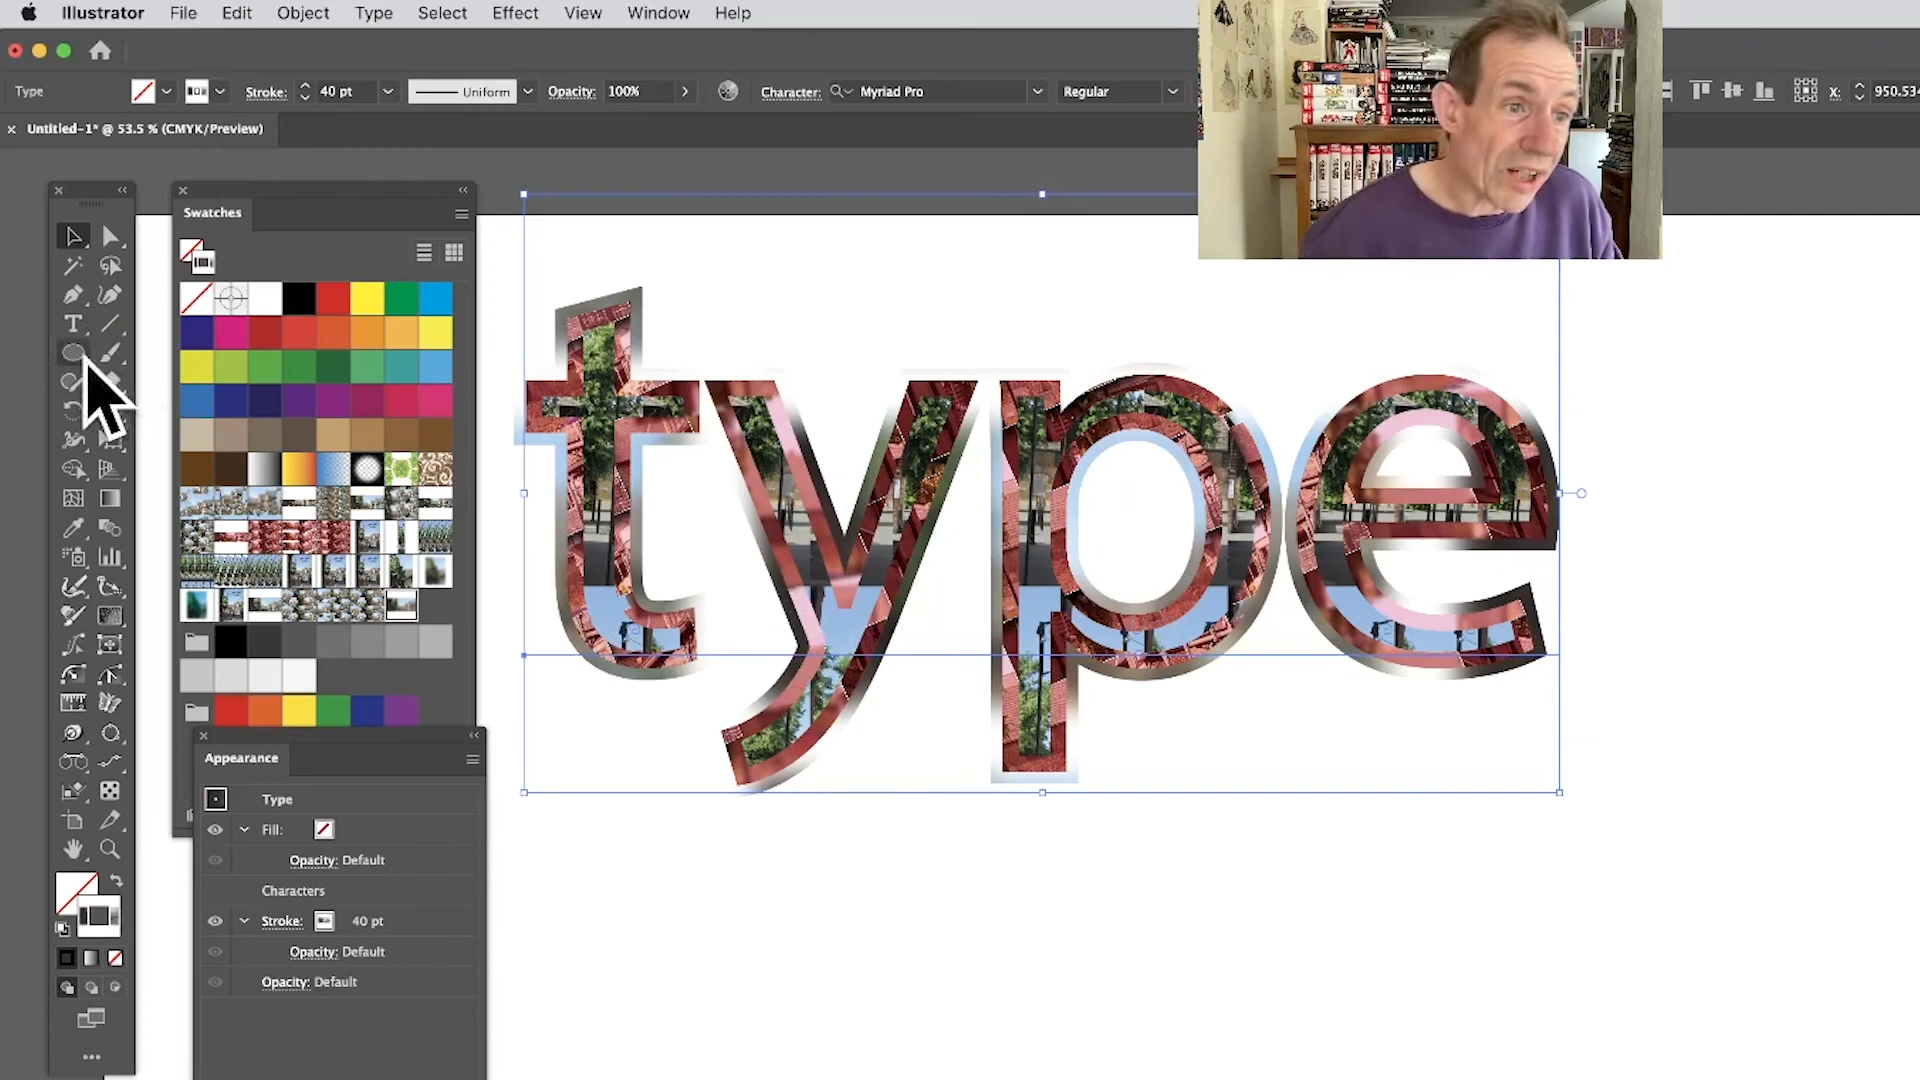 Illustrator File Edit Object Type Select Effect View Window Help
Type Stroke: 40 pt Uniform Opacity: 100% Character: Myriad Pro Regular X: 950.534
Untitled-1* @ 53.5 % (CMYK/Preview)
Swatches
type
Appearance
Type
Fill:
Opacity: Default
Characters
Stroke: 40 pt
Opacity: Default
Opacity: Default